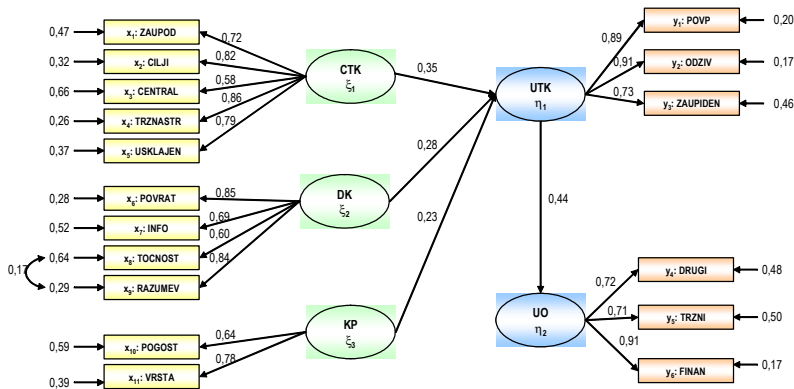 0,47
x1: ZAUPOD
0,72
0,32
x2: CILJI
0,82
0,66
x3: CENTRAL
0,58
0,26
x4: TRZNASTR
0,86
0,37
x5: USKLAJEN
0,79
CTK
ξ1
0,35
0,28
x6: POVRAT
0,85
0,52
x7: INFO
0,69
0,64
x8: TOCNOST
0,60
0,29
x9: RAZUMEV
0,84
0,17
DK
ξ2
0,28
0,59
x10: POGOST
0,64
0,39
x11: VRSTA
0,78
KP
ξ3
0,23
UTK
η1
0,89
y1: POVP
0,20
0,91
y2: ODZIV
0,17
0,73
y3: ZAUPIDEN
0,46
0,44
UO
η2
0,72
y4: DRUGI
0,48
0,71
y5: TRZNI
0,50
0,91
y6: FINAN
0,17